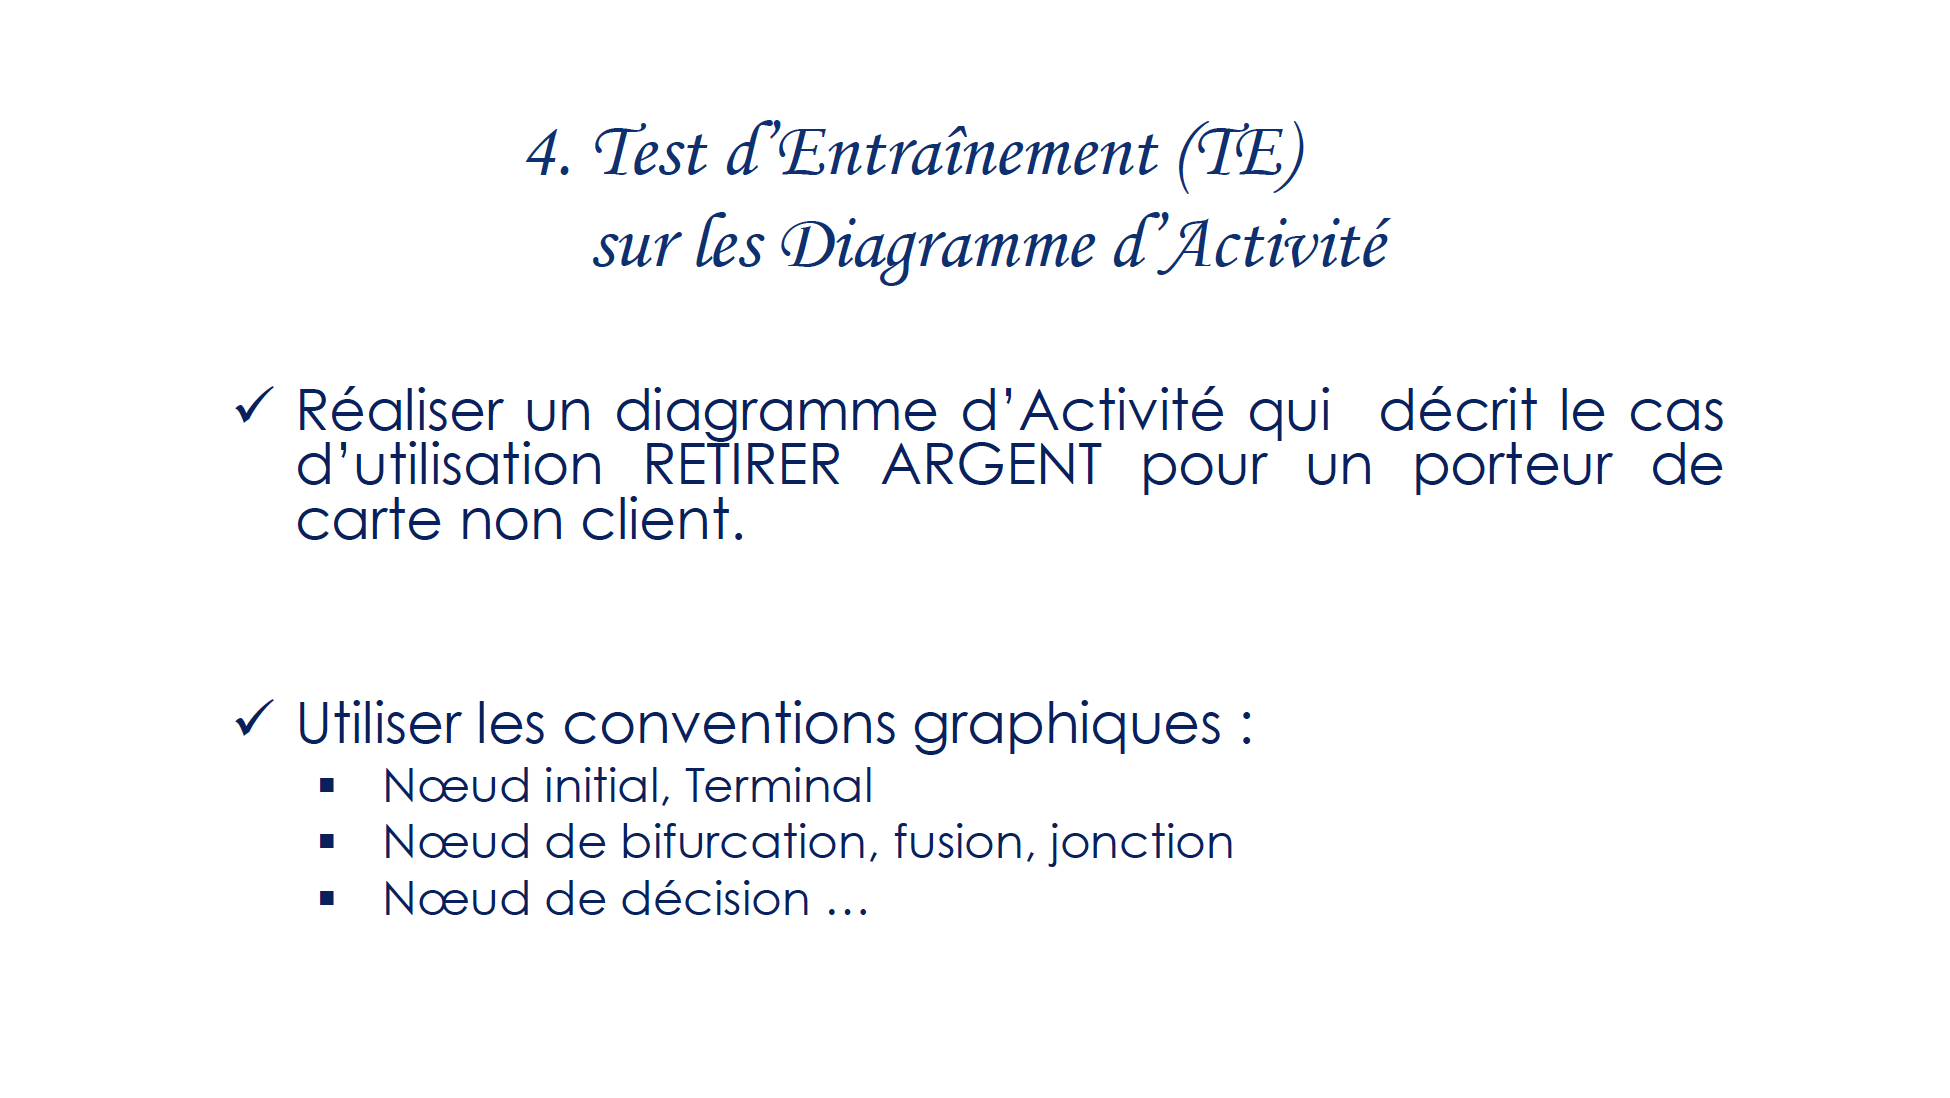 4. Test d’Entraînement (TE)
sur les Diagramme d’Activité
✓ Réaliser un diagramme d’Activité qui décrit le cas
d’utilisation RETIRER ARGENT pour un porteur de
carte non client.
✓ Utiliser les conventions graphiques :
▪ Nœud initial, Terminal
▪ Nœud de bifurcation, fusion, jonction
▪ Nœud de décision …